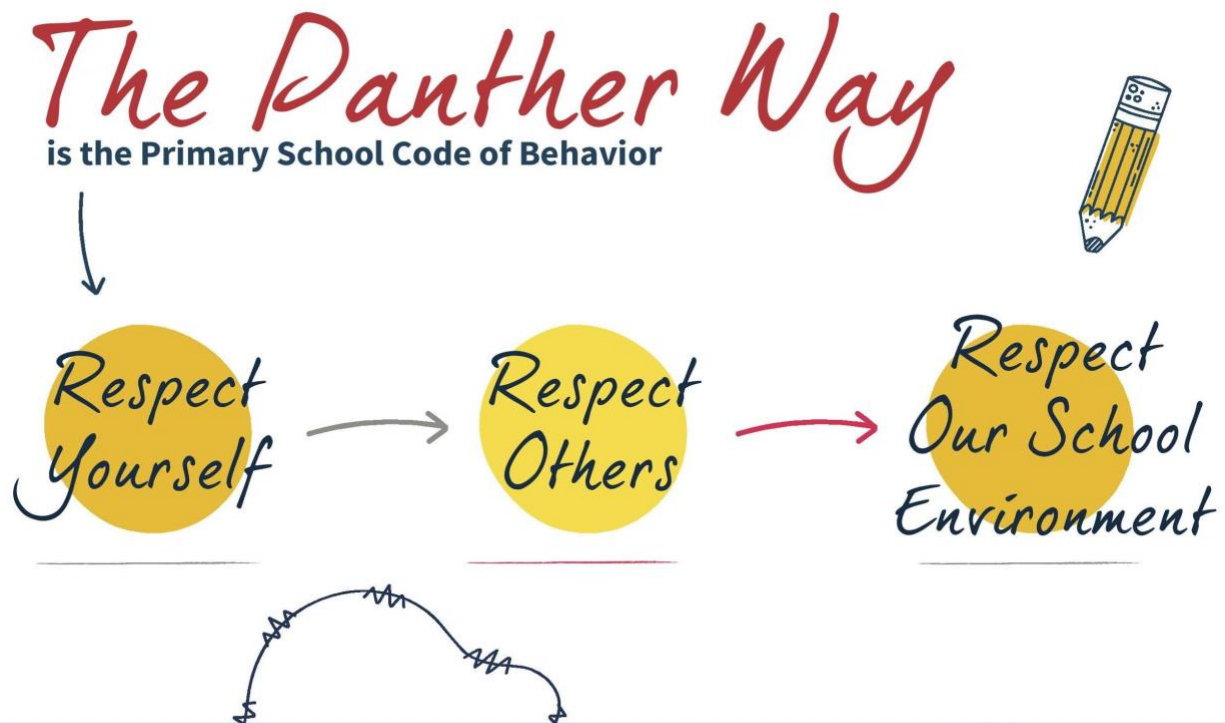 The Panther Way
is the Primary School Code of Behavior
Respect
Yourself
Respect
Others
Respect
Our School
Environment